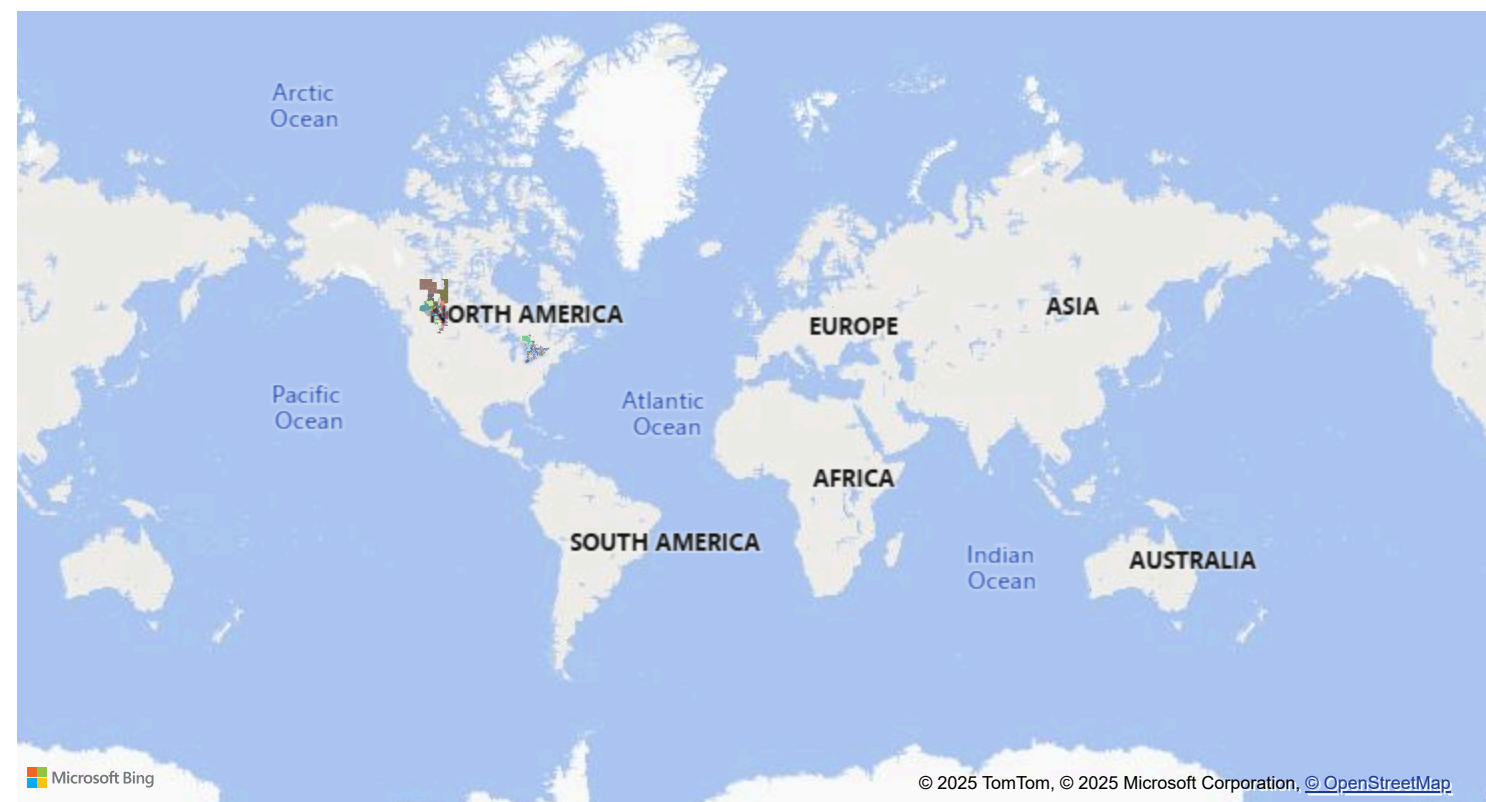 Arctic
Ocean
NORTH AMERICA
EUROPE
ASIA
Pacific
Ocean
Atlantic
Ocean
AFRICA
SOUTH AMERICA
Indian
Ocean
AUSTRALIA
Microsoft Bing
© 2025 TomTom, © 2025 Microsoft Corporation, © OpenStreetMap